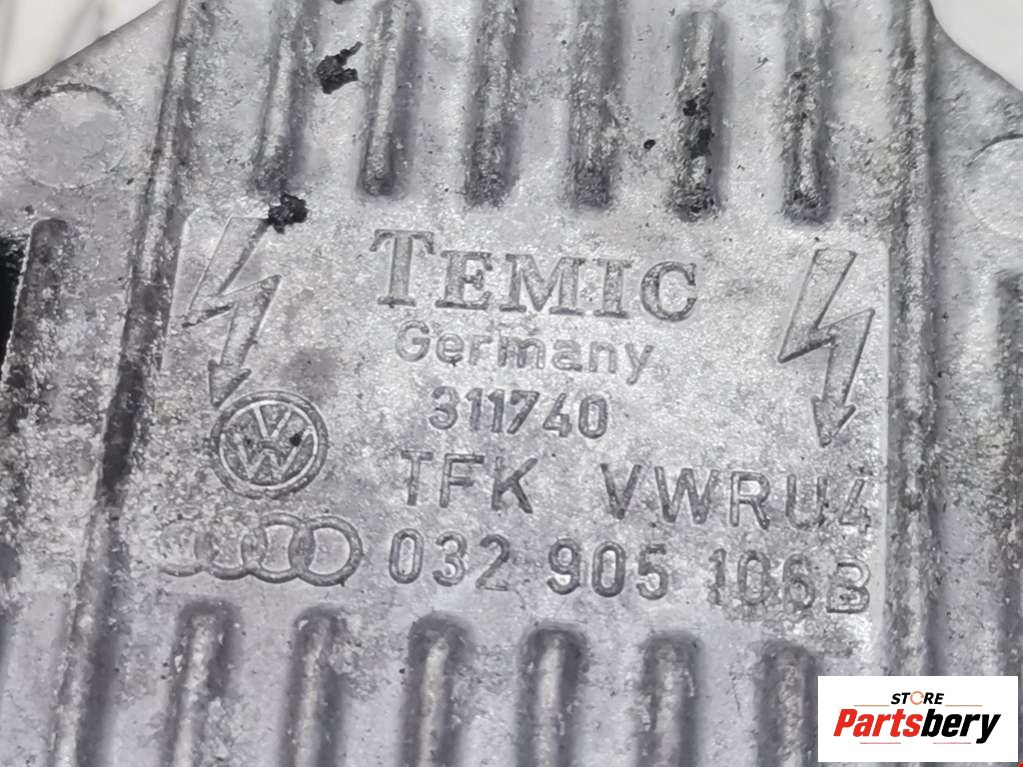 TEMIC
Germany
311740
TFK VWRU4
032 905 106B
STORE
Partsbery